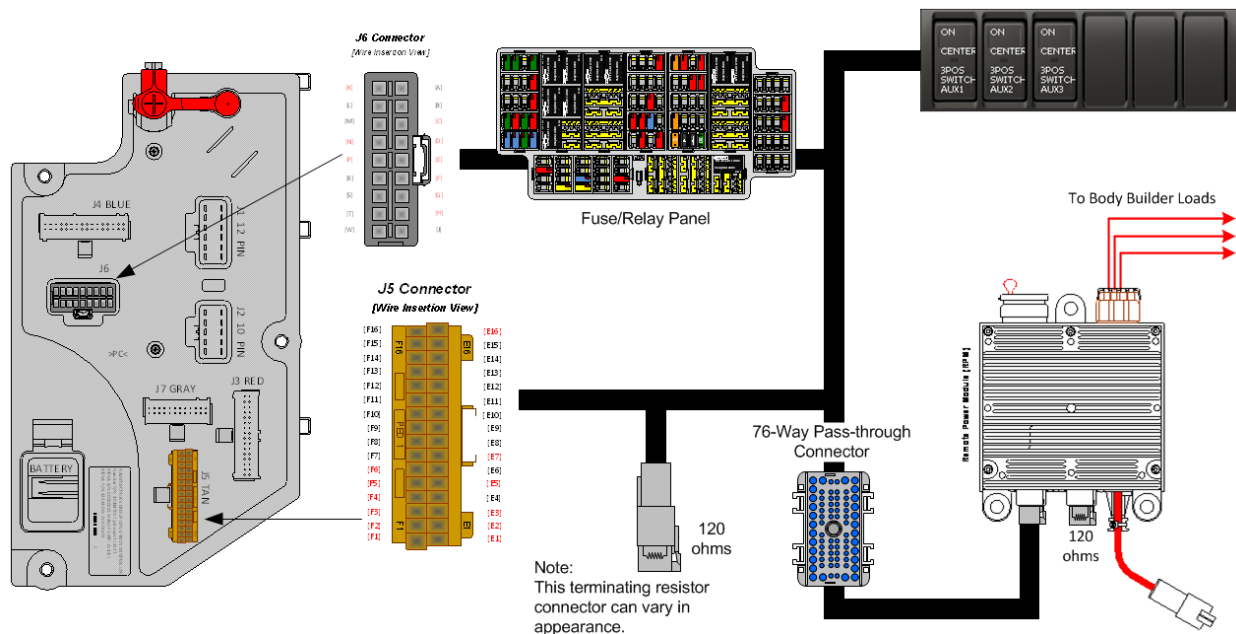 J6 Connector
[Wire Insertion View]
[K]
[L]
[M]
[N]
[P]
[R]
[S]
[T]
[W]
[A]
[B]
[C]
[D]
[E]
[F]
[G]
[H]
[J]
Fuse/Relay Panel
ON
CENTER
3POS
SWITCH
AUX1
ON
CENTER
3POS
SWITCH
AUX2
ON
CENTER
3POS
SWITCH
AUX3
J4 BLUE
J1 12 PIN
J6
J2 10 PIN
>PC<
J7 GRAY
J3 RED
J5 TAN
BATTERY
J5 Connector
[Wire Insertion View]
[F16]
[F15]
[F14]
[F13]
[F12]
[F11]
[F10]
[F9]
[F8]
[F7]
[F6]
[F5]
[F4]
[F3]
[F2]
[F1]
F16
E16
PED 1
F1
E1
[E16]
[E15]
[E14]
[E13]
[E12]
[E11]
[E10]
[E9]
[E8]
[E7]
[E6]
[E5]
[E4]
[E3]
[E2]
[E1]
120
ohms
Note:
This terminating resistor
connector can vary in
appearance.
76-Way Pass-through
Connector
To Body Builder Loads
Remote Power Module [RPM]
120
ohms